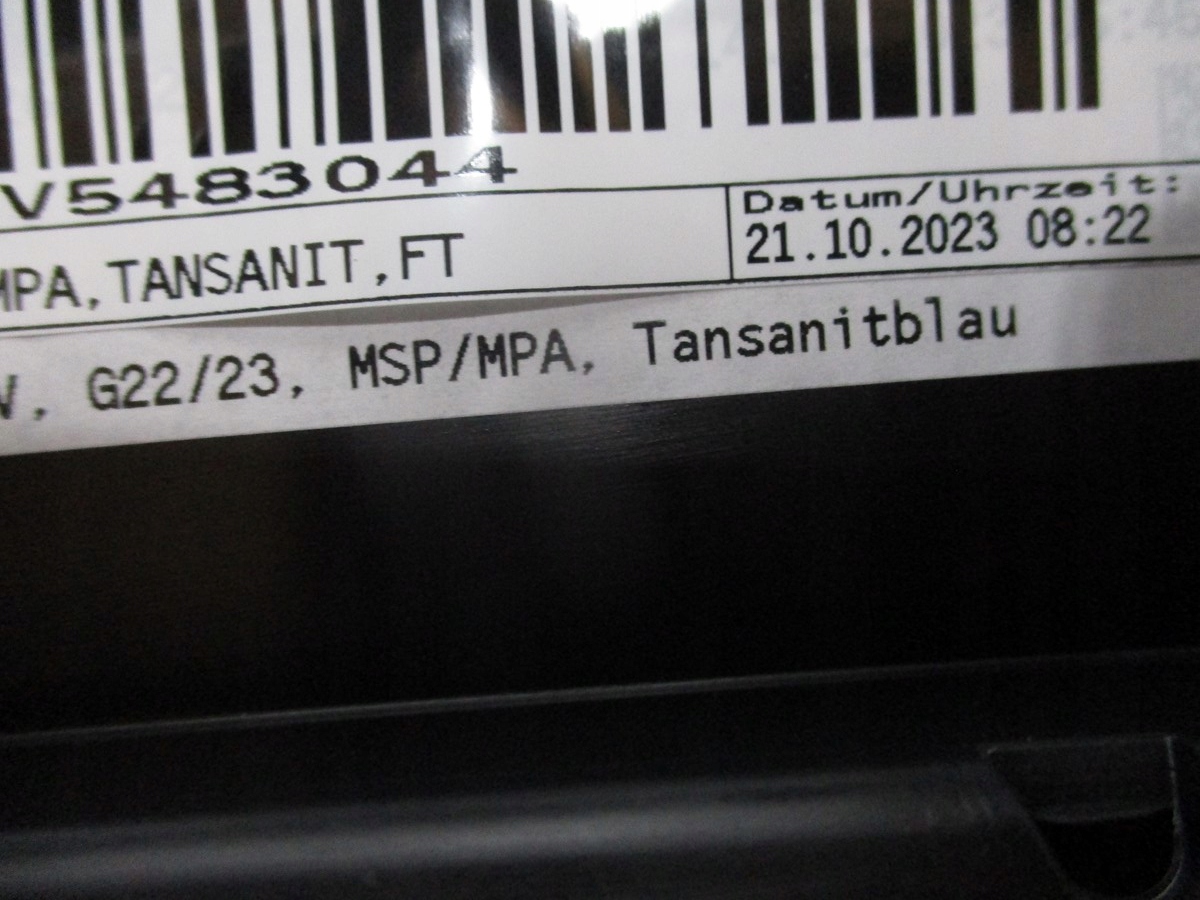 V5483044
Datum/Uhrzeit:
MPA,TANSANIT,FT
21.10.2023 08:22
G22/23, MSP/MPA, Tansanitblau